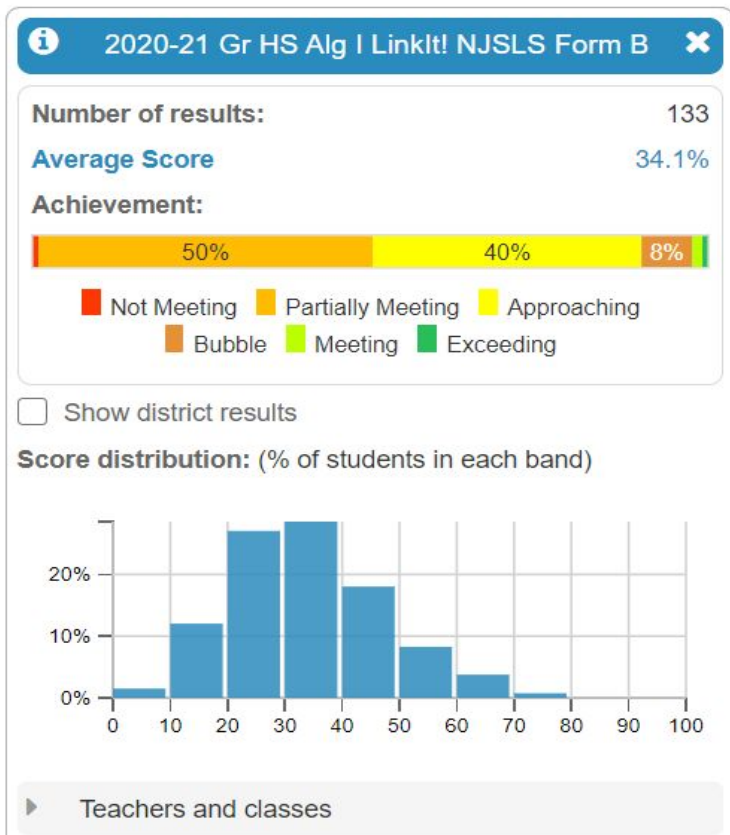 2020-21 Gr HS Alg I LinkIt! NJSLS Form B
Number of results: 133
Average Score 34.1%
Achievement:
50% 40% 8%
Not Meeting Partially Meeting Approaching
Bubble Meeting Exceeding
Show district results
Score distribution: (% of students in each band)
20%
10%
0%
0 10 20 30 40 50 60 70 80 90 100
Teachers and classes